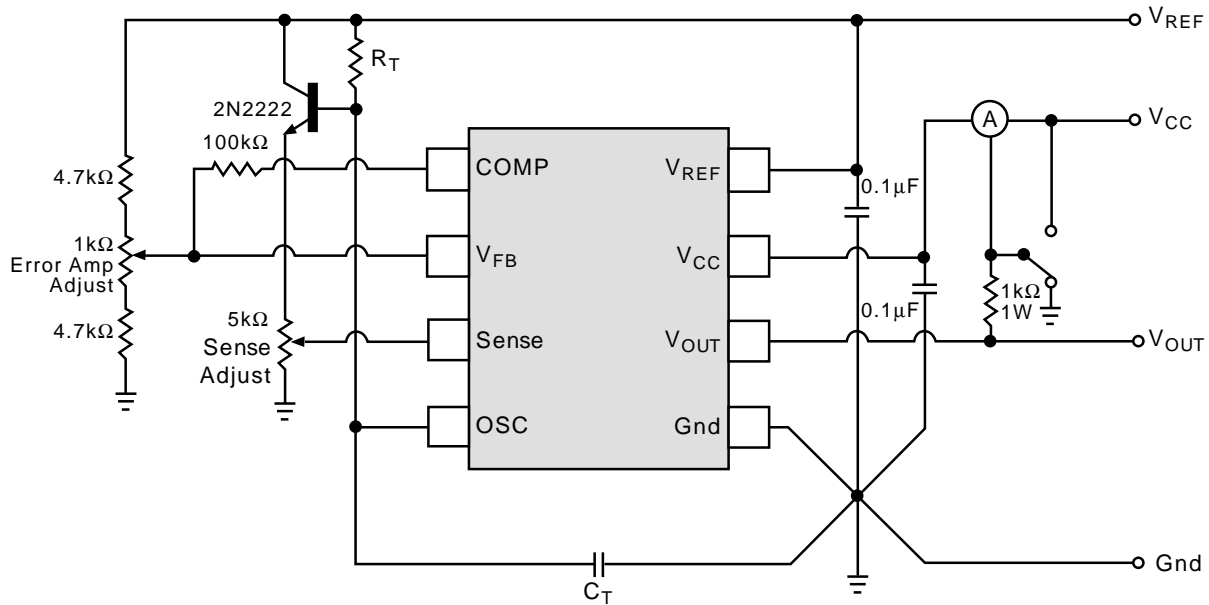 V_REF
R_T
2N2222
A
V_CC
100kΩ
COMP
V_REF
4.7kΩ
0.1µF
1kΩ
Error Amp
Adjust
V_FB
V_CC
1kΩ
1W
0.1µF
4.7kΩ
5kΩ
Sense
Adjust
Sense
V_OUT
V_OUT
OSC
Gnd
C_T
Gnd